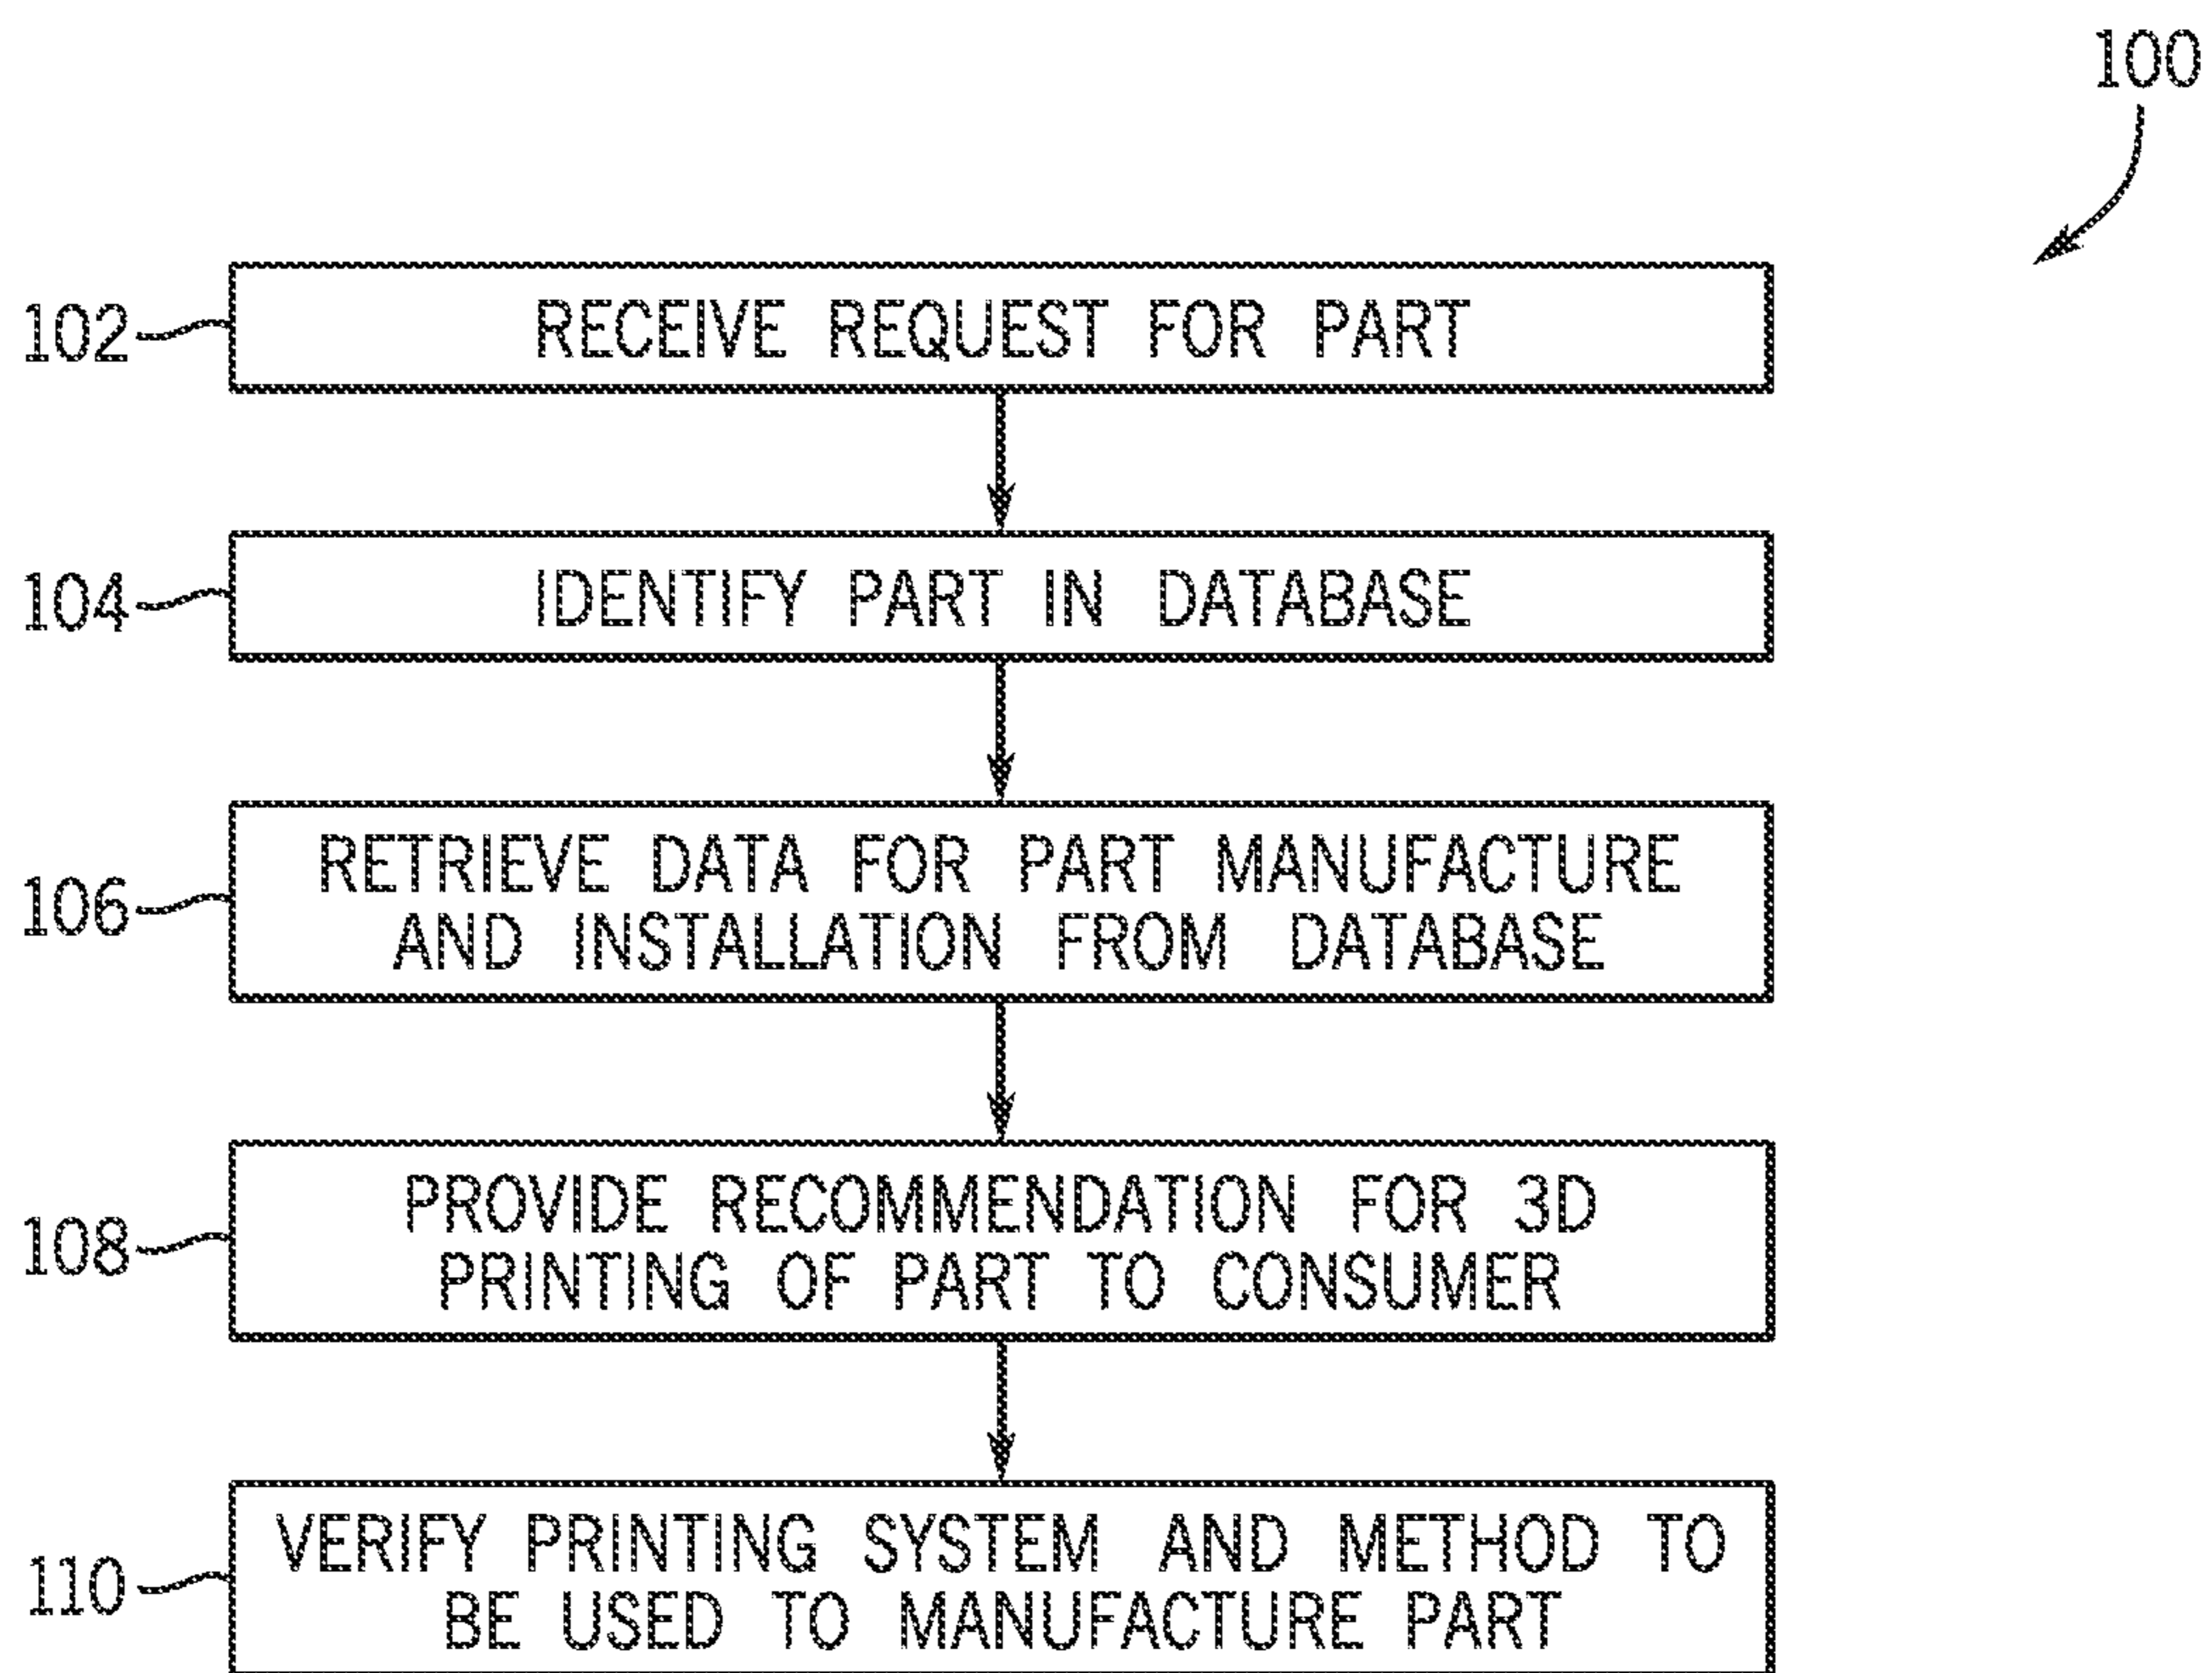 100
102
RECEIVE REQUEST FOR PART
104
IDENTIFY PART IN DATABASE
106
RETRIEVE DATA FOR PART MANUFACTURE
AND INSTALLATION FROM DATABASE
108
PROVIDE RECOMMENDATION FOR 3D
PRINTING OF PART TO CONSUMER
110
VERIFY PRINTING SYSTEM AND METHOD TO
BE USED TO MANUFACTURE PART